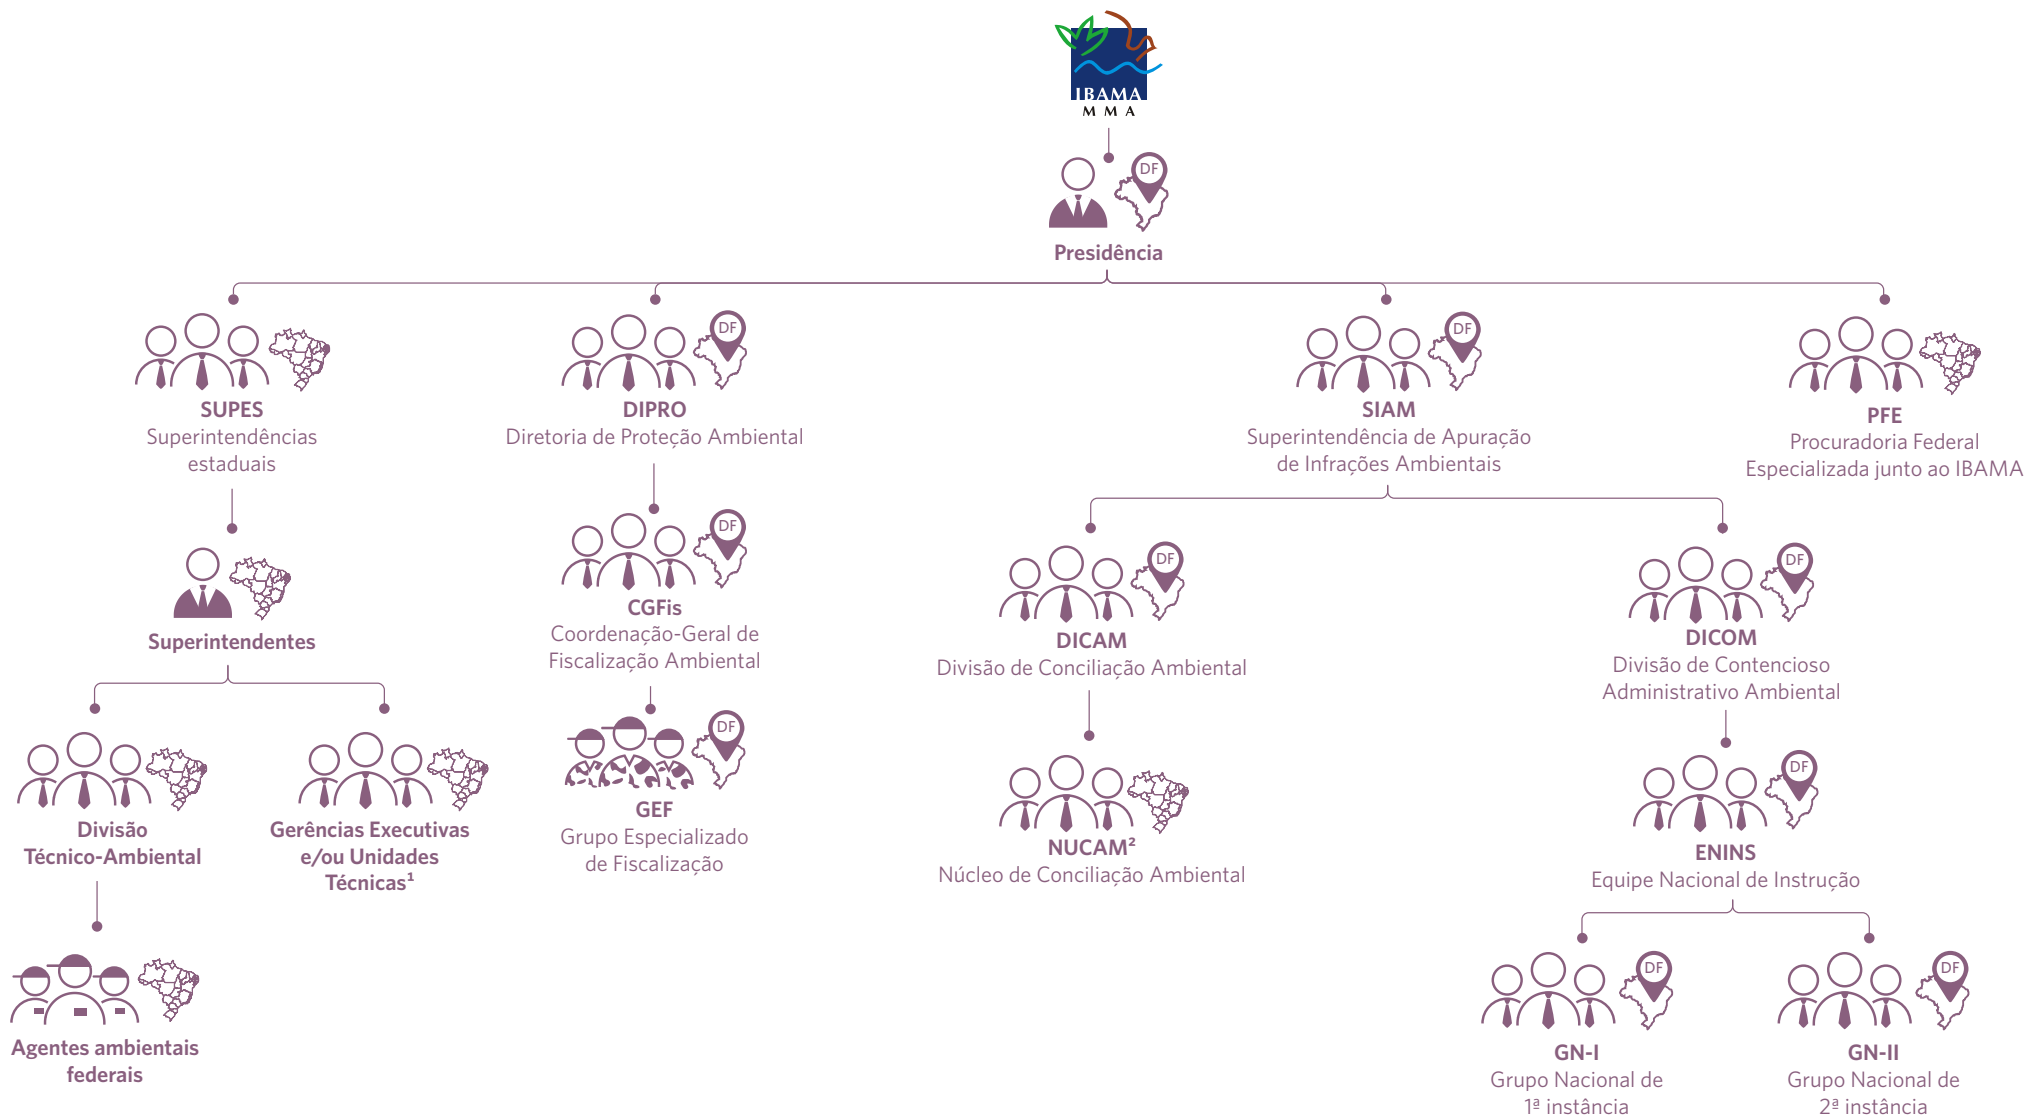 IBAMA
M M A
DF
Presidência
DF
DF
SUPES
Superintendências
estaduais
DIPRO
Diretoria de Proteção Ambiental
SIAM
Superintendência de Apuração
de Infrações Ambientais
PFE
Procuradoria Federal
Especializada junto ao IBAMA
DF
DF
DF
Superintendentes
CGFis
Coordenação-Geral de
Fiscalização Ambiental
DICAM
Divisão de Conciliação Ambiental
DICOM
Divisão de Contencioso
Administrativo Ambiental
DF
DF
Divisão
Técnico-Ambiental
Gerências Executivas
e/ou Unidades
Técnicas¹
GEF
Grupo Especializado
de Fiscalização
NUCAM²
Núcleo de Conciliação Ambiental
ENINS
Equipe Nacional de Instrução
DF
DF
Agentes ambientais
federais
GN-I
Grupo Nacional de
1ª instância
GN-II
Grupo Nacional de
2ª instância